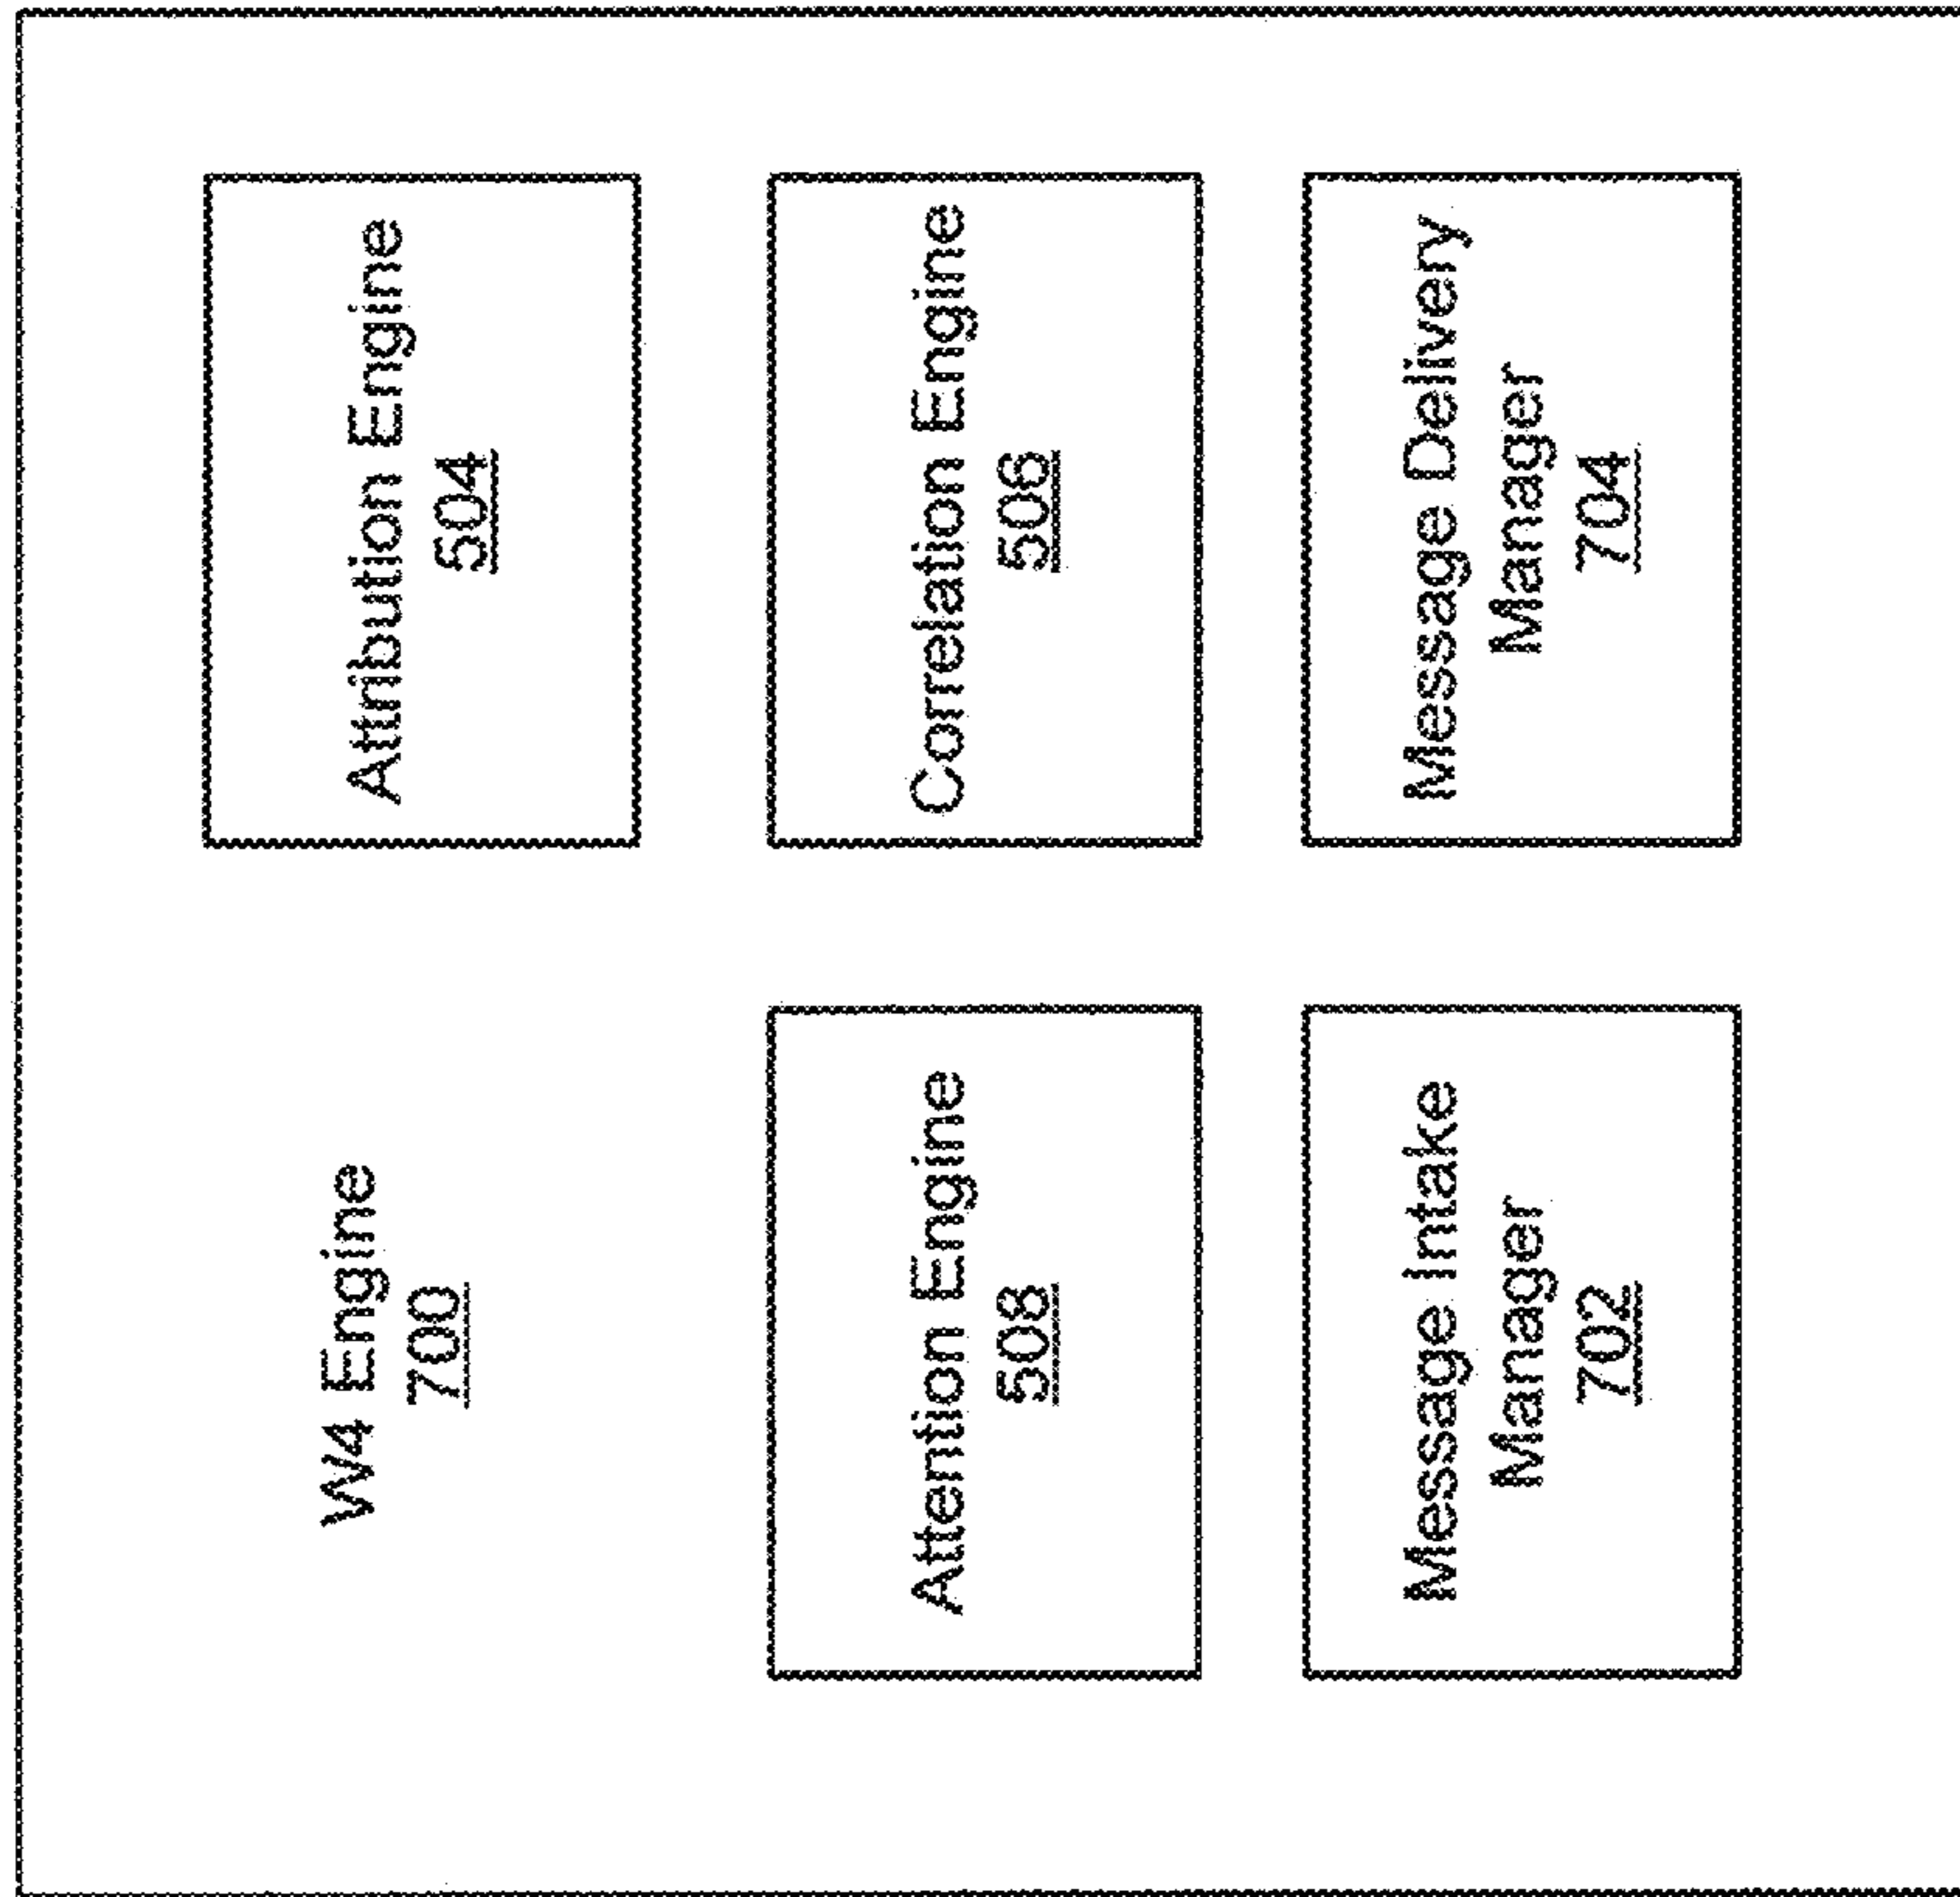 W4 Engine
700
Attribution Engine
504
Attention Engine
508
Correlation Engine
506
Message Intake
Manager
702
Message Delivery
Manager
704